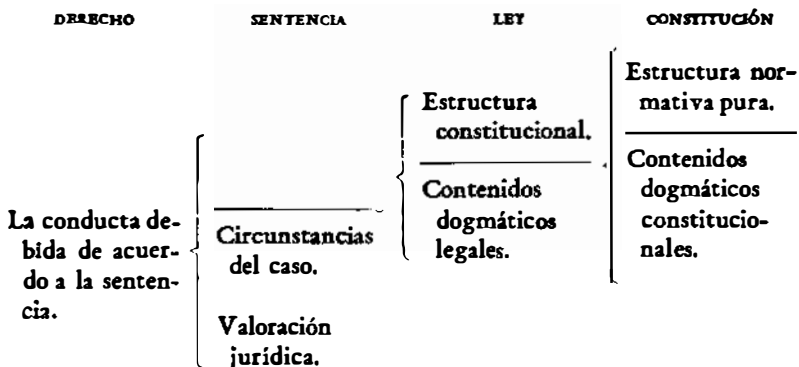 DERECHO SENTENCIA LEY CONSTITUCIÓN
Estructura nor-
mativa pura.
Estructura
constitucional.
Contenidos
dogmáticos
constitucio-
nales.
Contenidos
dogmáticos
legales.
La conducta de-
bida de acuer-
do a la senten-
cia.
Circunstancias
del caso.
Valoración
jurídica.